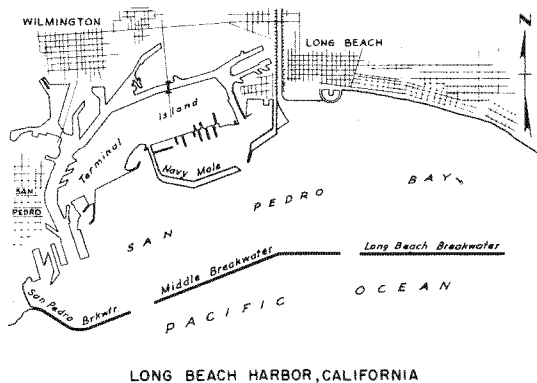 WILMINGTON
N
LONG BEACH
Terminal Island
Navy Mole
SAN
PEDRO
SAN PEDRO BAY
Long Beach Breakwater
Middle Breakwater
San Pedro Brkwtr
PACIFIC OCEAN
LONG BEACH HARBOR, CALIFORNIA